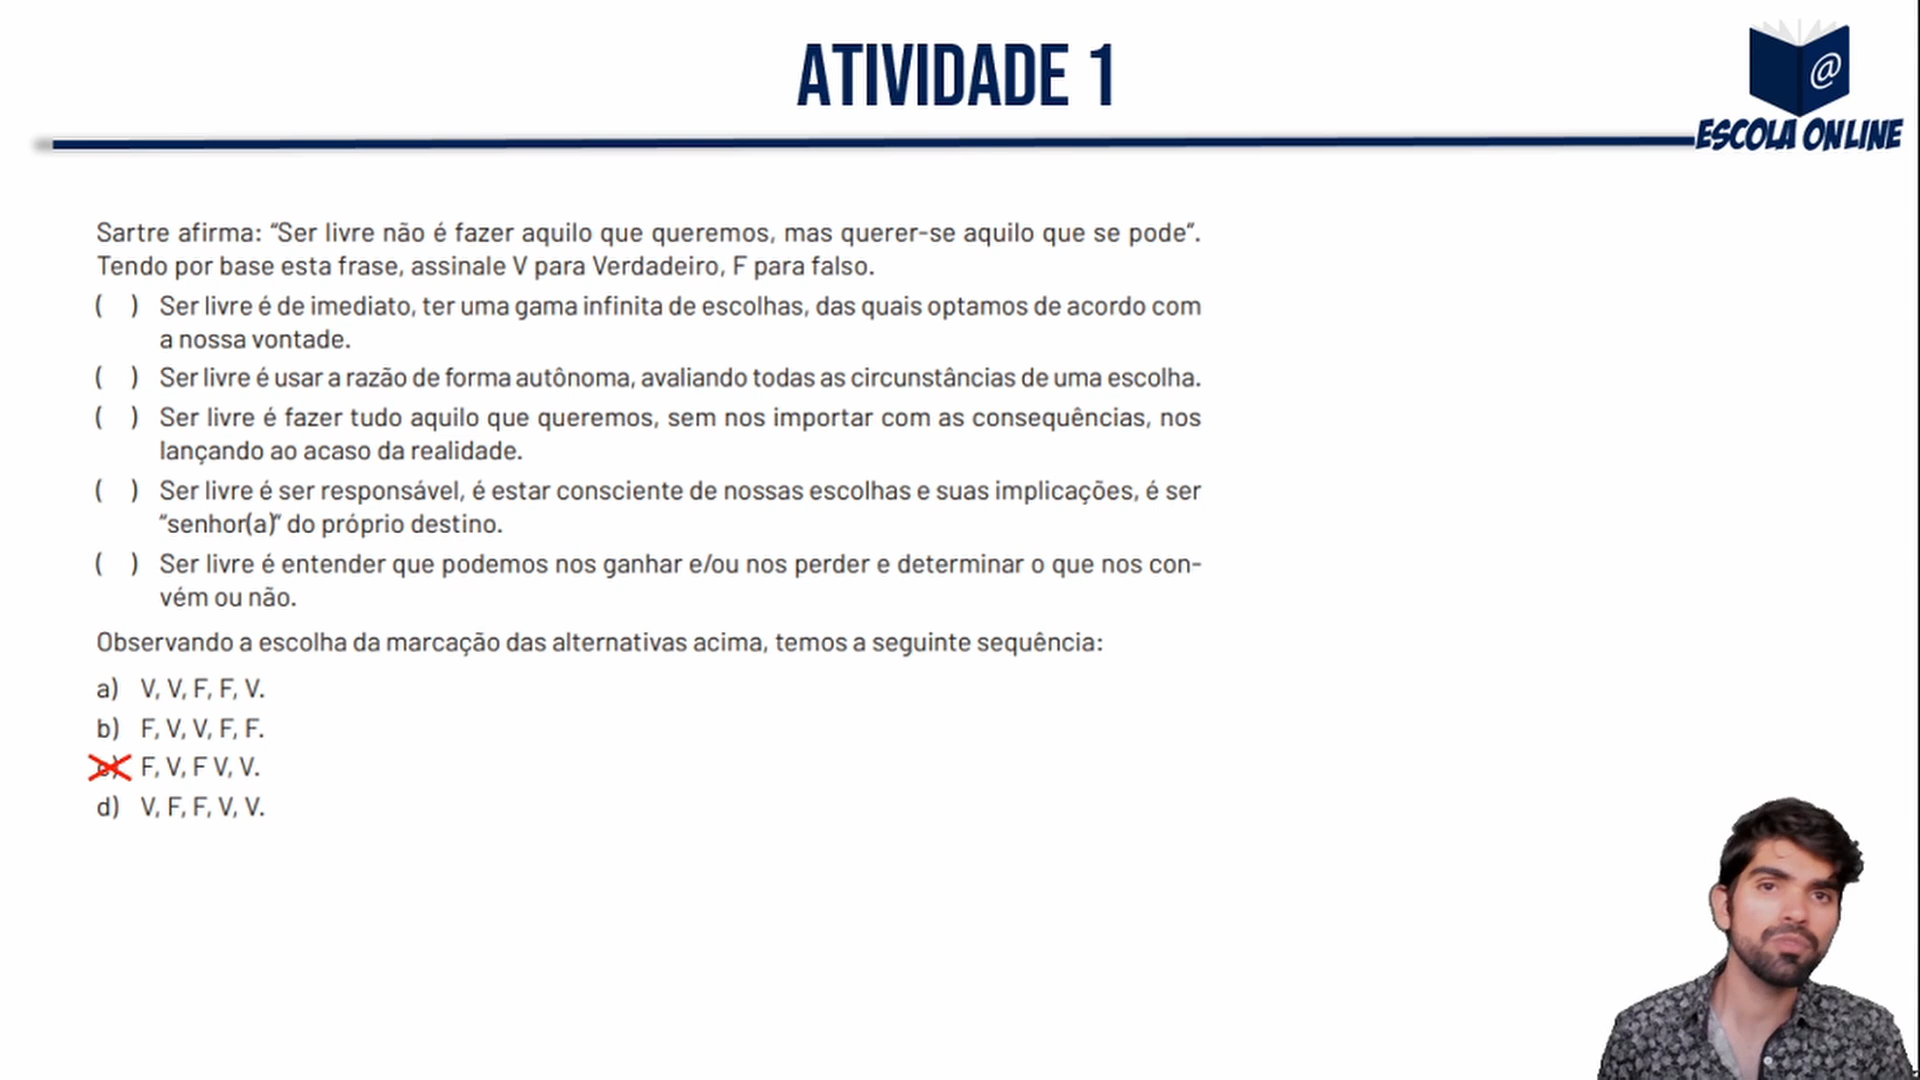 ATIVIDADE 1
@
ESCOLA ONLINE
Sartre afirma: “Ser livre não é fazer aquilo que queremos, mas querer-se aquilo que se pode”.
Tendo por base esta frase, assinale V para Verdadeiro, F para falso.
( ) Ser livre é de imediato, ter uma gama infinita de escolhas, das quais optamos de acordo com
a nossa vontade.
( ) Ser livre é usar a razão de forma autônoma, avaliando todas as circunstâncias de uma escolha.
( ) Ser livre é fazer tudo aquilo que queremos, sem nos importar com as consequências, nos
lançando ao acaso da realidade.
( ) Ser livre é ser responsável, é estar consciente de nossas escolhas e suas implicações, é ser
“senhor(a)” do próprio destino.
( ) Ser livre é entender que podemos nos ganhar e/ou nos perder e determinar o que nos con-
vém ou não.
Observando a escolha da marcação das alternativas acima, temos a seguinte sequência:
a) V, V, F, F, V.
b) F, V, V, F, F.
c) F, V, F V, V.
d) V, F, F, V, V.